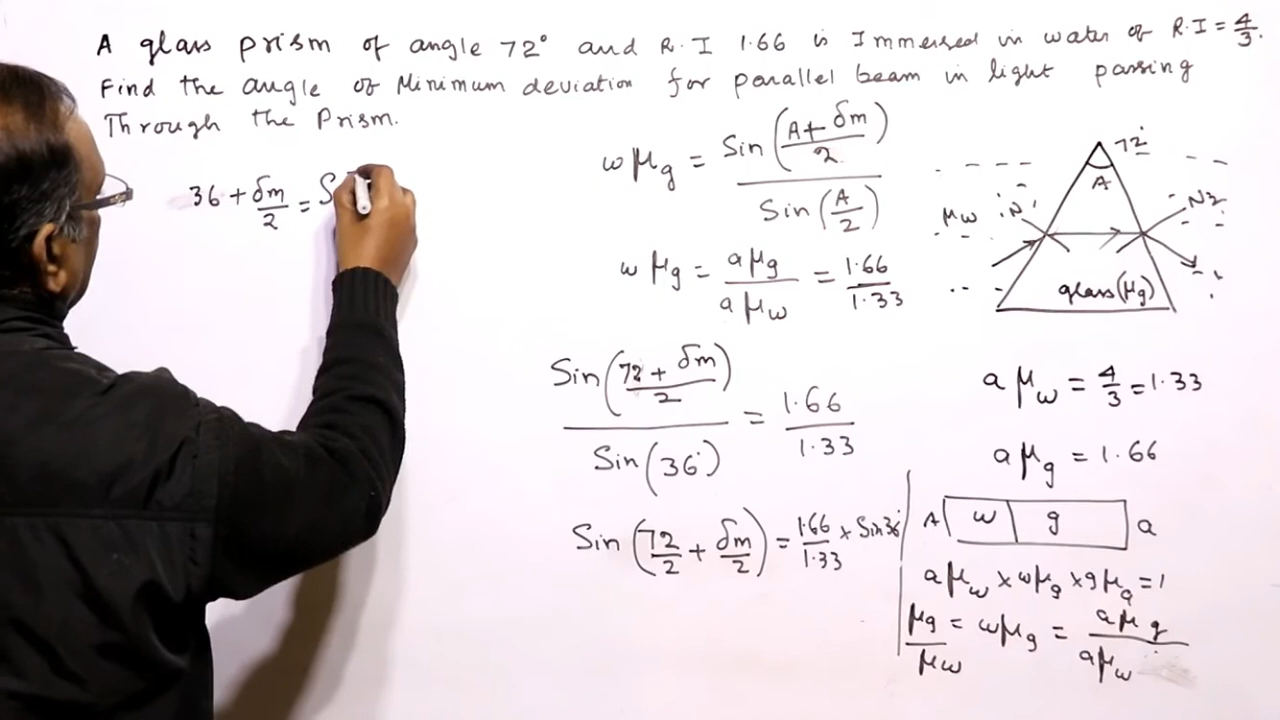 A glass prism of angle 72° and R.I 1.66 is Immersed in water of R.I = 4/3.
Find the angle of Minimum deviation for parallel beam in light passing
Through the Prism.
36 + δm/2 = S
wμg = Sin((A + δm)/2) / Sin(A/2)
wμg = aμg / aμw = 1.66/1.33
Sin((72 + δm)/2) / Sin(36°) = 1.66/1.33
Sin(72/2 + δm/2) = 1.66/1.33 × Sin36°
72°
A
μw
N1
N2
glass(μg)
aμw = 4/3 = 1.33
aμg = 1.66
A w g a
aμw × wμg × gμa = 1
μg/μw = wμg = aμg/aμw